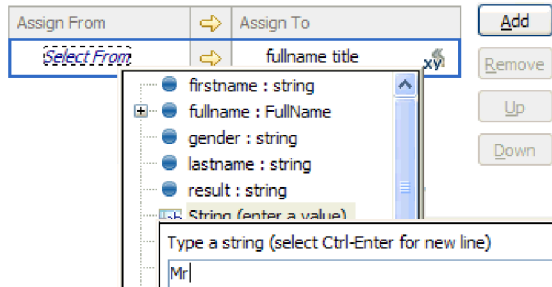 Assign From Assign To Add
Select From fullname title xy Remove
firstname : string
fullname : FullName Up
gender : string
lastname : string Down
result : string
String (enter a value)
Type a string (select Ctrl-Enter for new line)
Mr